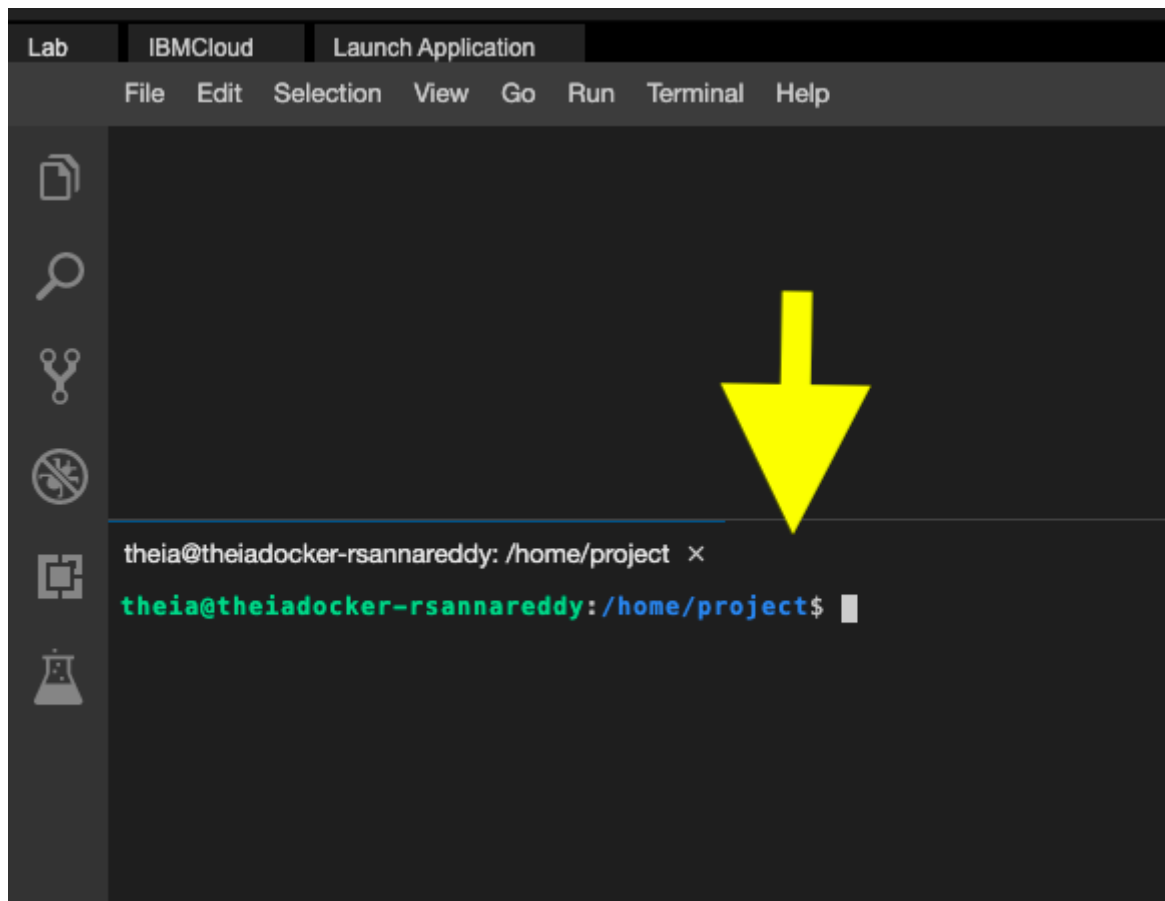 Lab IBMCloud Launch Application
File Edit Selection View Go Run Terminal Help
theia@theiadocker-rsannareddy: /home/project ×
theia@theiadocker-rsannareddy:/home/project$